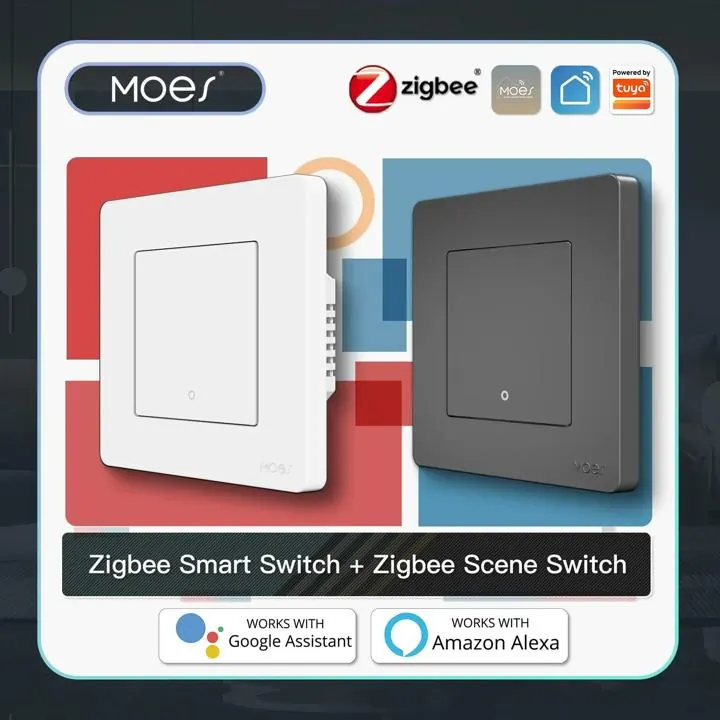 MOES®
zigbee®
MOES
Powered by
tuya
MOES
MOES
Zigbee Smart Switch + Zigbee Scene Switch
WORKS WITH
Google Assistant
WORKS WITH
Amazon Alexa